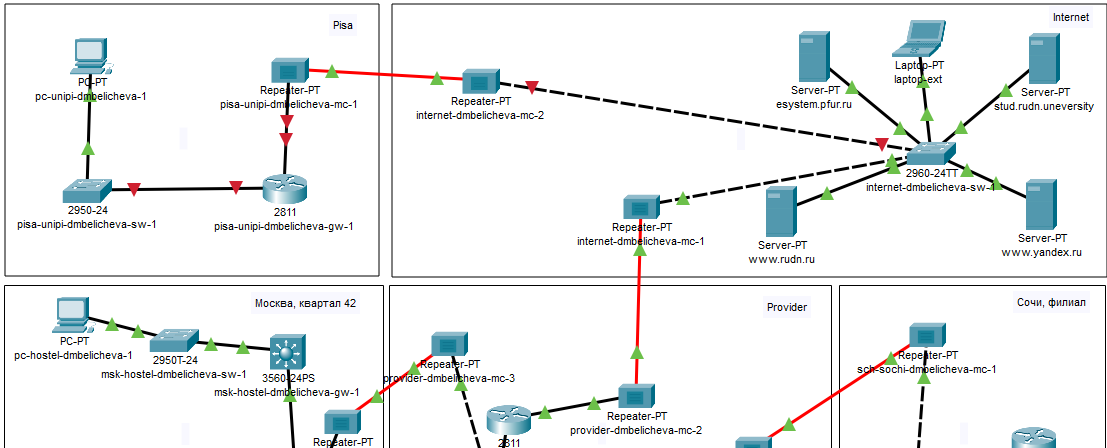 Pisa
PC-PT
pc-unipi-dmbelicheva-1
Repeater-PT
pisa-unipi-dmbelicheva-mc-1
2950-24
pisa-unipi-dmbelicheva-sw-1
2811
pisa-unipi-dmbelicheva-gw-1
Internet
Repeater-PT
internet-dmbelicheva-mc-2
Server-PT
esystem.pfur.ru
Laptop-PT
laptop-ext
Server-PT
stud.rudn.uneversity
2960-24TT
internet-dmbelicheva-sw-1
Repeater-PT
internet-dmbelicheva-mc-1
Server-PT
www.rudn.ru
Server-PT
www.yandex.ru
Москва, квартал 42
PC-PT
pc-hostel-dmbelicheva-1
2950T-24
msk-hostel-dmbelicheva-sw-1
3560-24PS
msk-hostel-dmbelicheva-gw-1
Repeater-PT
Provider
Repeater-PT
provider-dmbelicheva-mc-3
2811
Repeater-PT
provider-dmbelicheva-mc-2
Сочи, филиал
Repeater-PT
sch-sochi-dmbelicheva-mc-1